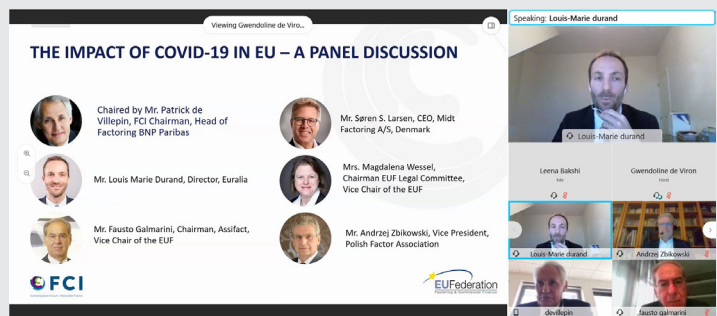 Viewing Gwendoline de Viro...
THE IMPACT OF COVID-19 IN EU – A PANEL DISCUSSION
Chaired by Mr. Patrick de
Villepin, FCI Chairman, Head of
Factoring BNP Paribas
Mr. Søren S. Larsen, CEO, Midt
Factoring A/S, Denmark
Mr. Louis Marie Durand, Director, Euralia
Mrs. Magdalena Wessel,
Chairman EUF Legal Committee,
Vice Chair of the EUF
Mr. Fausto Galmarini, Chairman, Assifact,
Vice Chair of the EUF
Mr. Andrzej Zbikowski, Vice President,
Polish Factor Association
FCI
EUFederation
Factoring & Commercial Finance
Speaking: Louis-Marie durand
Louis-Marie durand
Leena Bakshi
Me
Gwendoline de Viron
Host
Louis-Marie durand
Andrzej Zbikowski
devillepin
fausto galmarini